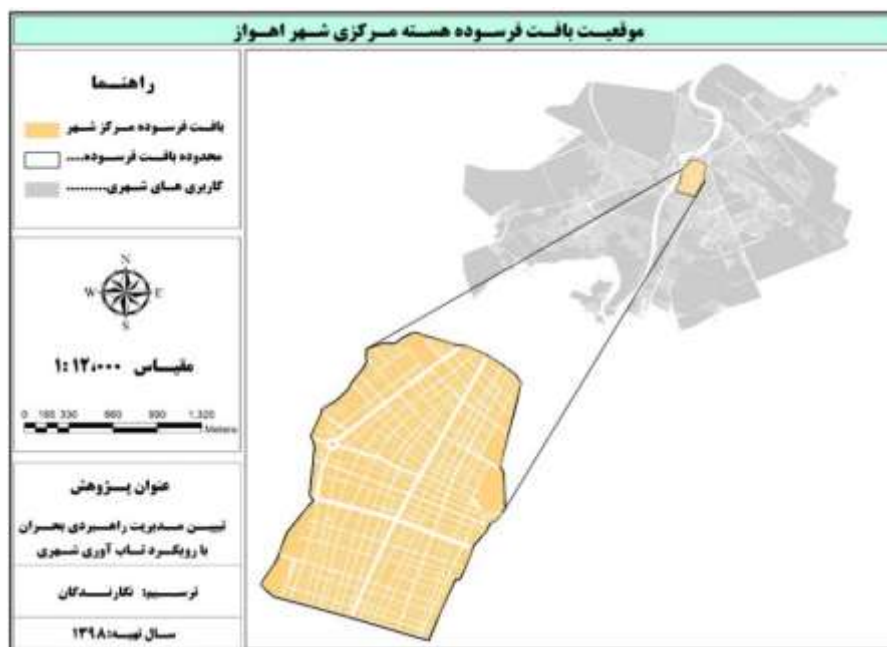 موقعیت بافت فرسوده هسته مرکزی شهر اهواز
راهنما
بافت فرسوده مرکز شهر
محدوده بافت فرسوده....
کاربری های شهری.........
N
W E
S
مقیاس ۱:۱۲،۰۰۰
0 165 330 660 990 1,320
Meters
عنوان پژوهش
تبیین مدیریت راهبردی بحران
با رویکرد تاب آوری شهری
ترسیم: نگارندگان
سال تهیه: ۱۳۹۸